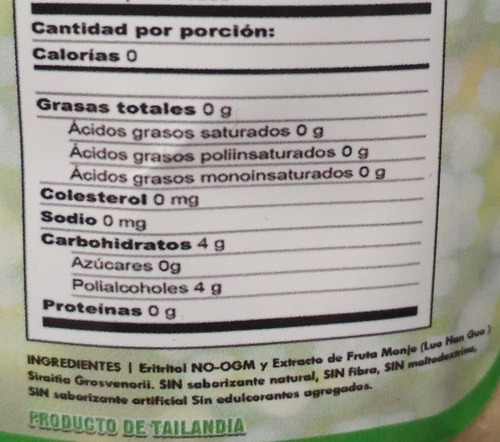 Cantidad por porción:
Calorías 0
Grasas totales 0 g
Ácidos grasos saturados 0 g
Ácidos grasos poliinsaturados 0 g
Ácidos grasos monoinsaturados 0 g
Colesterol 0 mg
Sodio 0 mg
Carbohidratos 4 g
Azúcares 0g
Polialcoholes 4 g
Proteínas 0 g
INGREDIENTES | Eritritol NO-OGM y Extracto de Fruta Monje (Luo Han Guo)
Siraitia Grosvenorii. SIN saborizante natural, SIN fibra, SIN maltodextrina,
SIN saborizante artificial Sin edulcorantes agregados.
PRODUCTO DE TAILANDIA